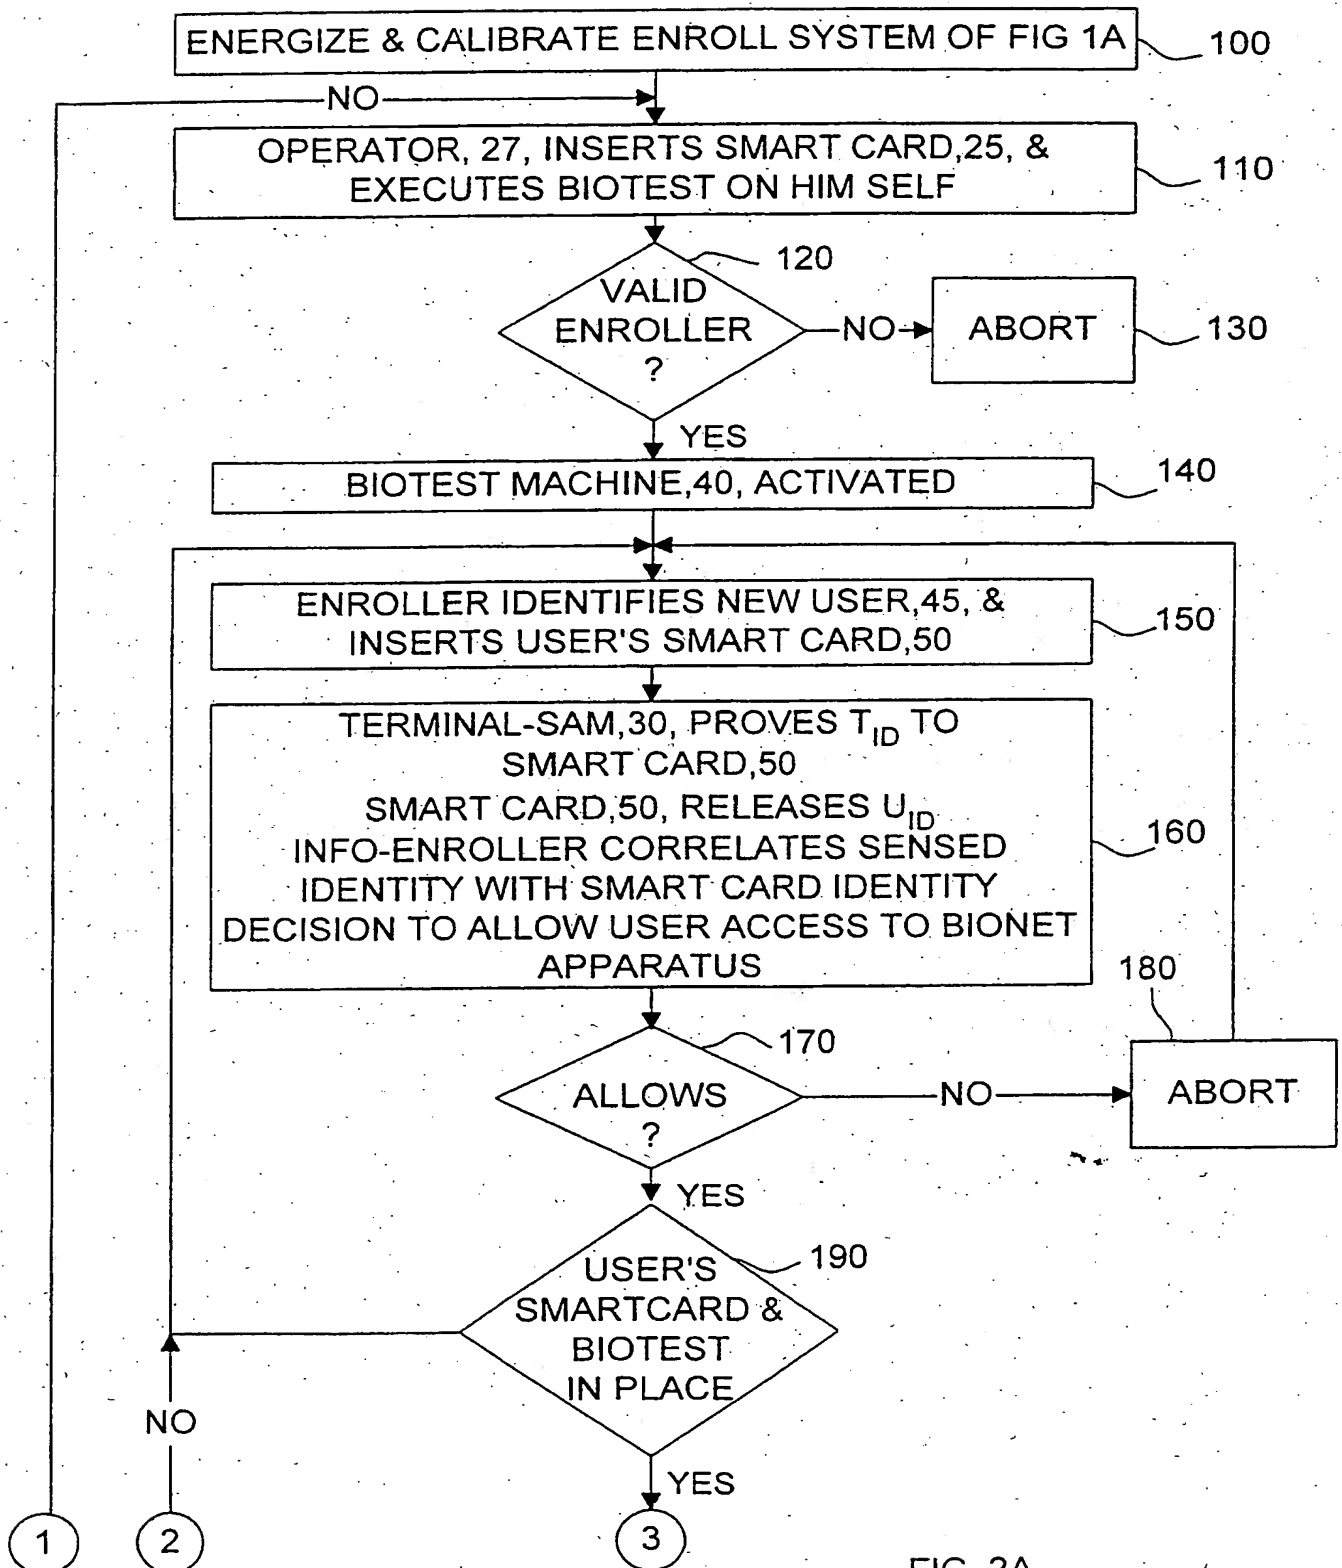 ENERGIZE & CALIBRATE ENROLL SYSTEM OF FIG 1A
100
NO
OPERATOR, 27, INSERTS SMART CARD,25, &
EXECUTES BIOTEST ON HIM SELF
110
120
VALID
ENROLLER
?
NO
ABORT
130
YES
BIOTEST MACHINE,40, ACTIVATED
140
ENROLLER IDENTIFIES NEW USER,45, &
INSERTS USER'S SMART CARD,50
150
TERMINAL-SAM,30, PROVES TID TO
SMART CARD,50
SMART CARD,50, RELEASES UID
INFO-ENROLLER CORRELATES SENSED
IDENTITY WITH SMART CARD IDENTITY
DECISION TO ALLOW USER ACCESS TO BIONET
APPARATUS
160
170
ALLOWS
?
NO
180
ABORT
YES
190
USER'S
SMARTCARD &
BIOTEST
IN PLACE
NO
YES
1
2
3
FIG. 2A